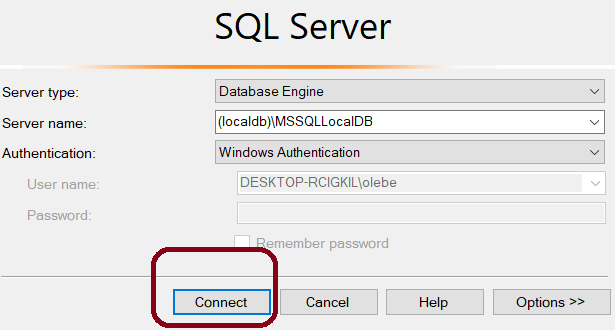 SQL Server
Server type: Database Engine
Server name: (localdb)\MSSQLLocalDB
Authentication: Windows Authentication
User name: DESKTOP-RCIGKIL\olebe
Password:
Remember password
Connect Cancel Help Options >>